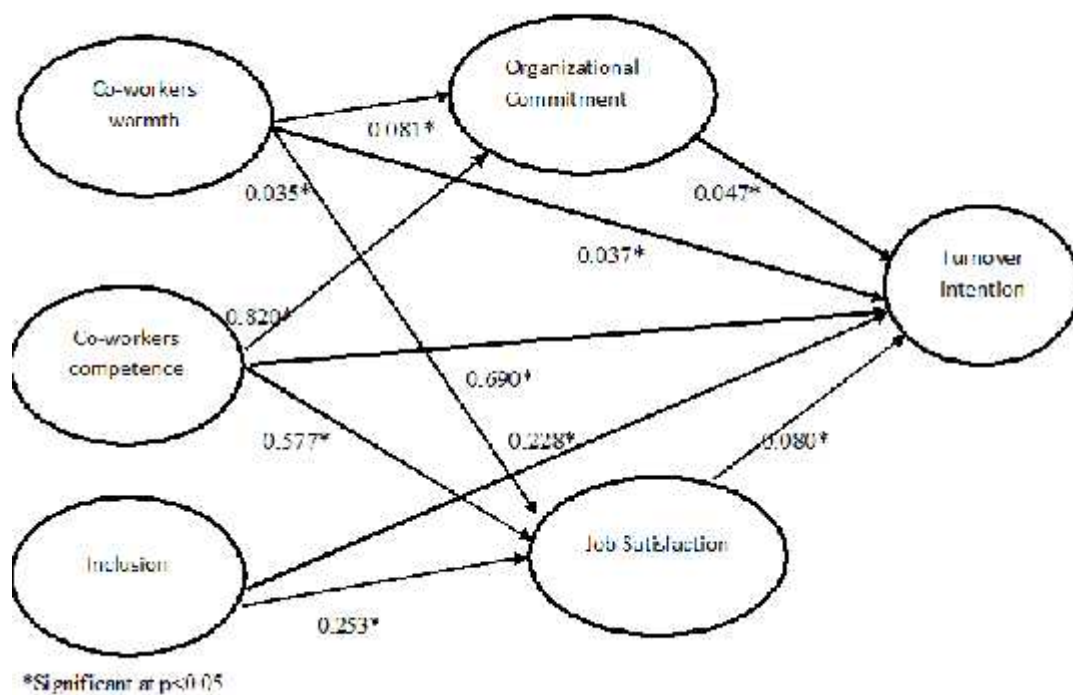 Co-workers
warmth
Organizational
Commitment
0.081*
0.035*
0.047*
0.037*
Turnover
Intention
0.820*
Co-workers
competence
0.690*
0.577*
0.228*
0.080*
Inclusion
Job Satisfaction
0.253*
*Significant at p<0.05